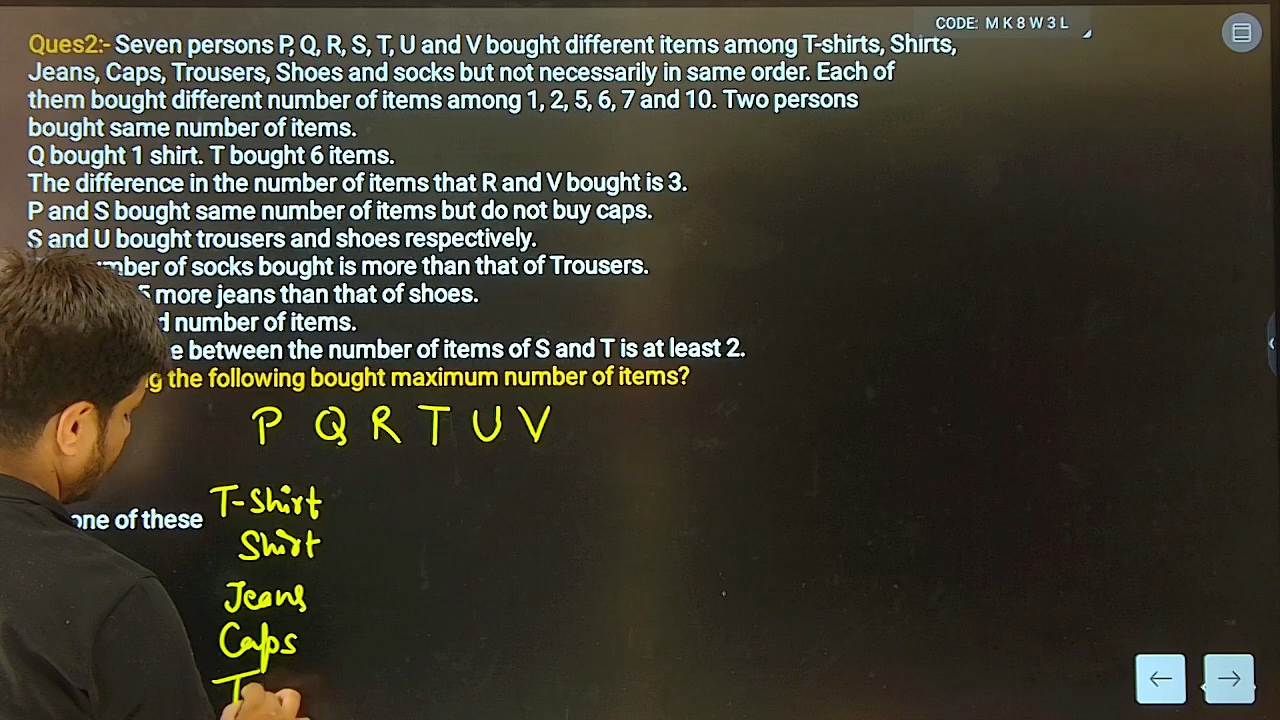 CODE: M K 8 W 3 L
Ques2:- Seven persons P, Q, R, S, T, U and V bought different items among T-shirts, Shirts,
Jeans, Caps, Trousers, Shoes and socks but not necessarily in same order. Each of
them bought different number of items among 1, 2, 5, 6, 7 and 10. Two persons
bought same number of items.
Q bought 1 shirt. T bought 6 items.
The difference in the number of items that R and V bought is 3.
P and S bought same number of items but do not buy caps.
S and U bought trousers and shoes respectively.
of socks bought is more than that of Trousers.
5 more jeans than that of shoes.
number of items.
between the number of items of S and T is at least 2.
the following bought maximum number of items?
P Q R T U V
of these
T-Shirt
Shirt
Jeans
Caps
T